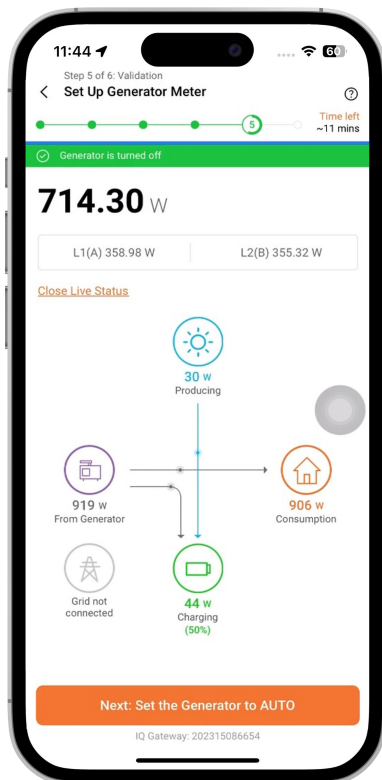 11:44
60
Step 5 of 6: Validation
Set Up Generator Meter
?
5
Time left
~11 mins
Generator is turned off
714.30 W
L1(A) 358.98 W
L2(B) 355.32 W
Close Live Status
30 W
Producing
919 W
From Generator
906 W
Consumption
Grid not
connected
44 W
Charging
(50%)
Next: Set the Generator to AUTO
IQ Gateway: 202315086654